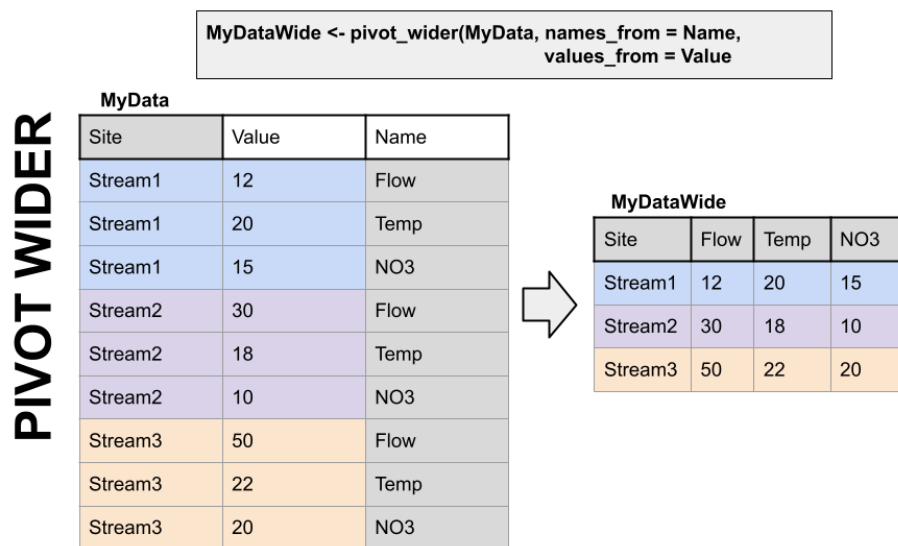 MyDataWide <- pivot_wider(MyData, names_from = Name,
values_from = Value
PIVOT WIDER
MyData
Site Value Name
Stream1 12 Flow
Stream1 20 Temp
Stream1 15 NO3
Stream2 30 Flow
Stream2 18 Temp
Stream2 10 NO3
Stream3 50 Flow
Stream3 22 Temp
Stream3 20 NO3
MyDataWide
Site Flow Temp NO3
Stream1 12 20 15
Stream2 30 18 10
Stream3 50 22 20